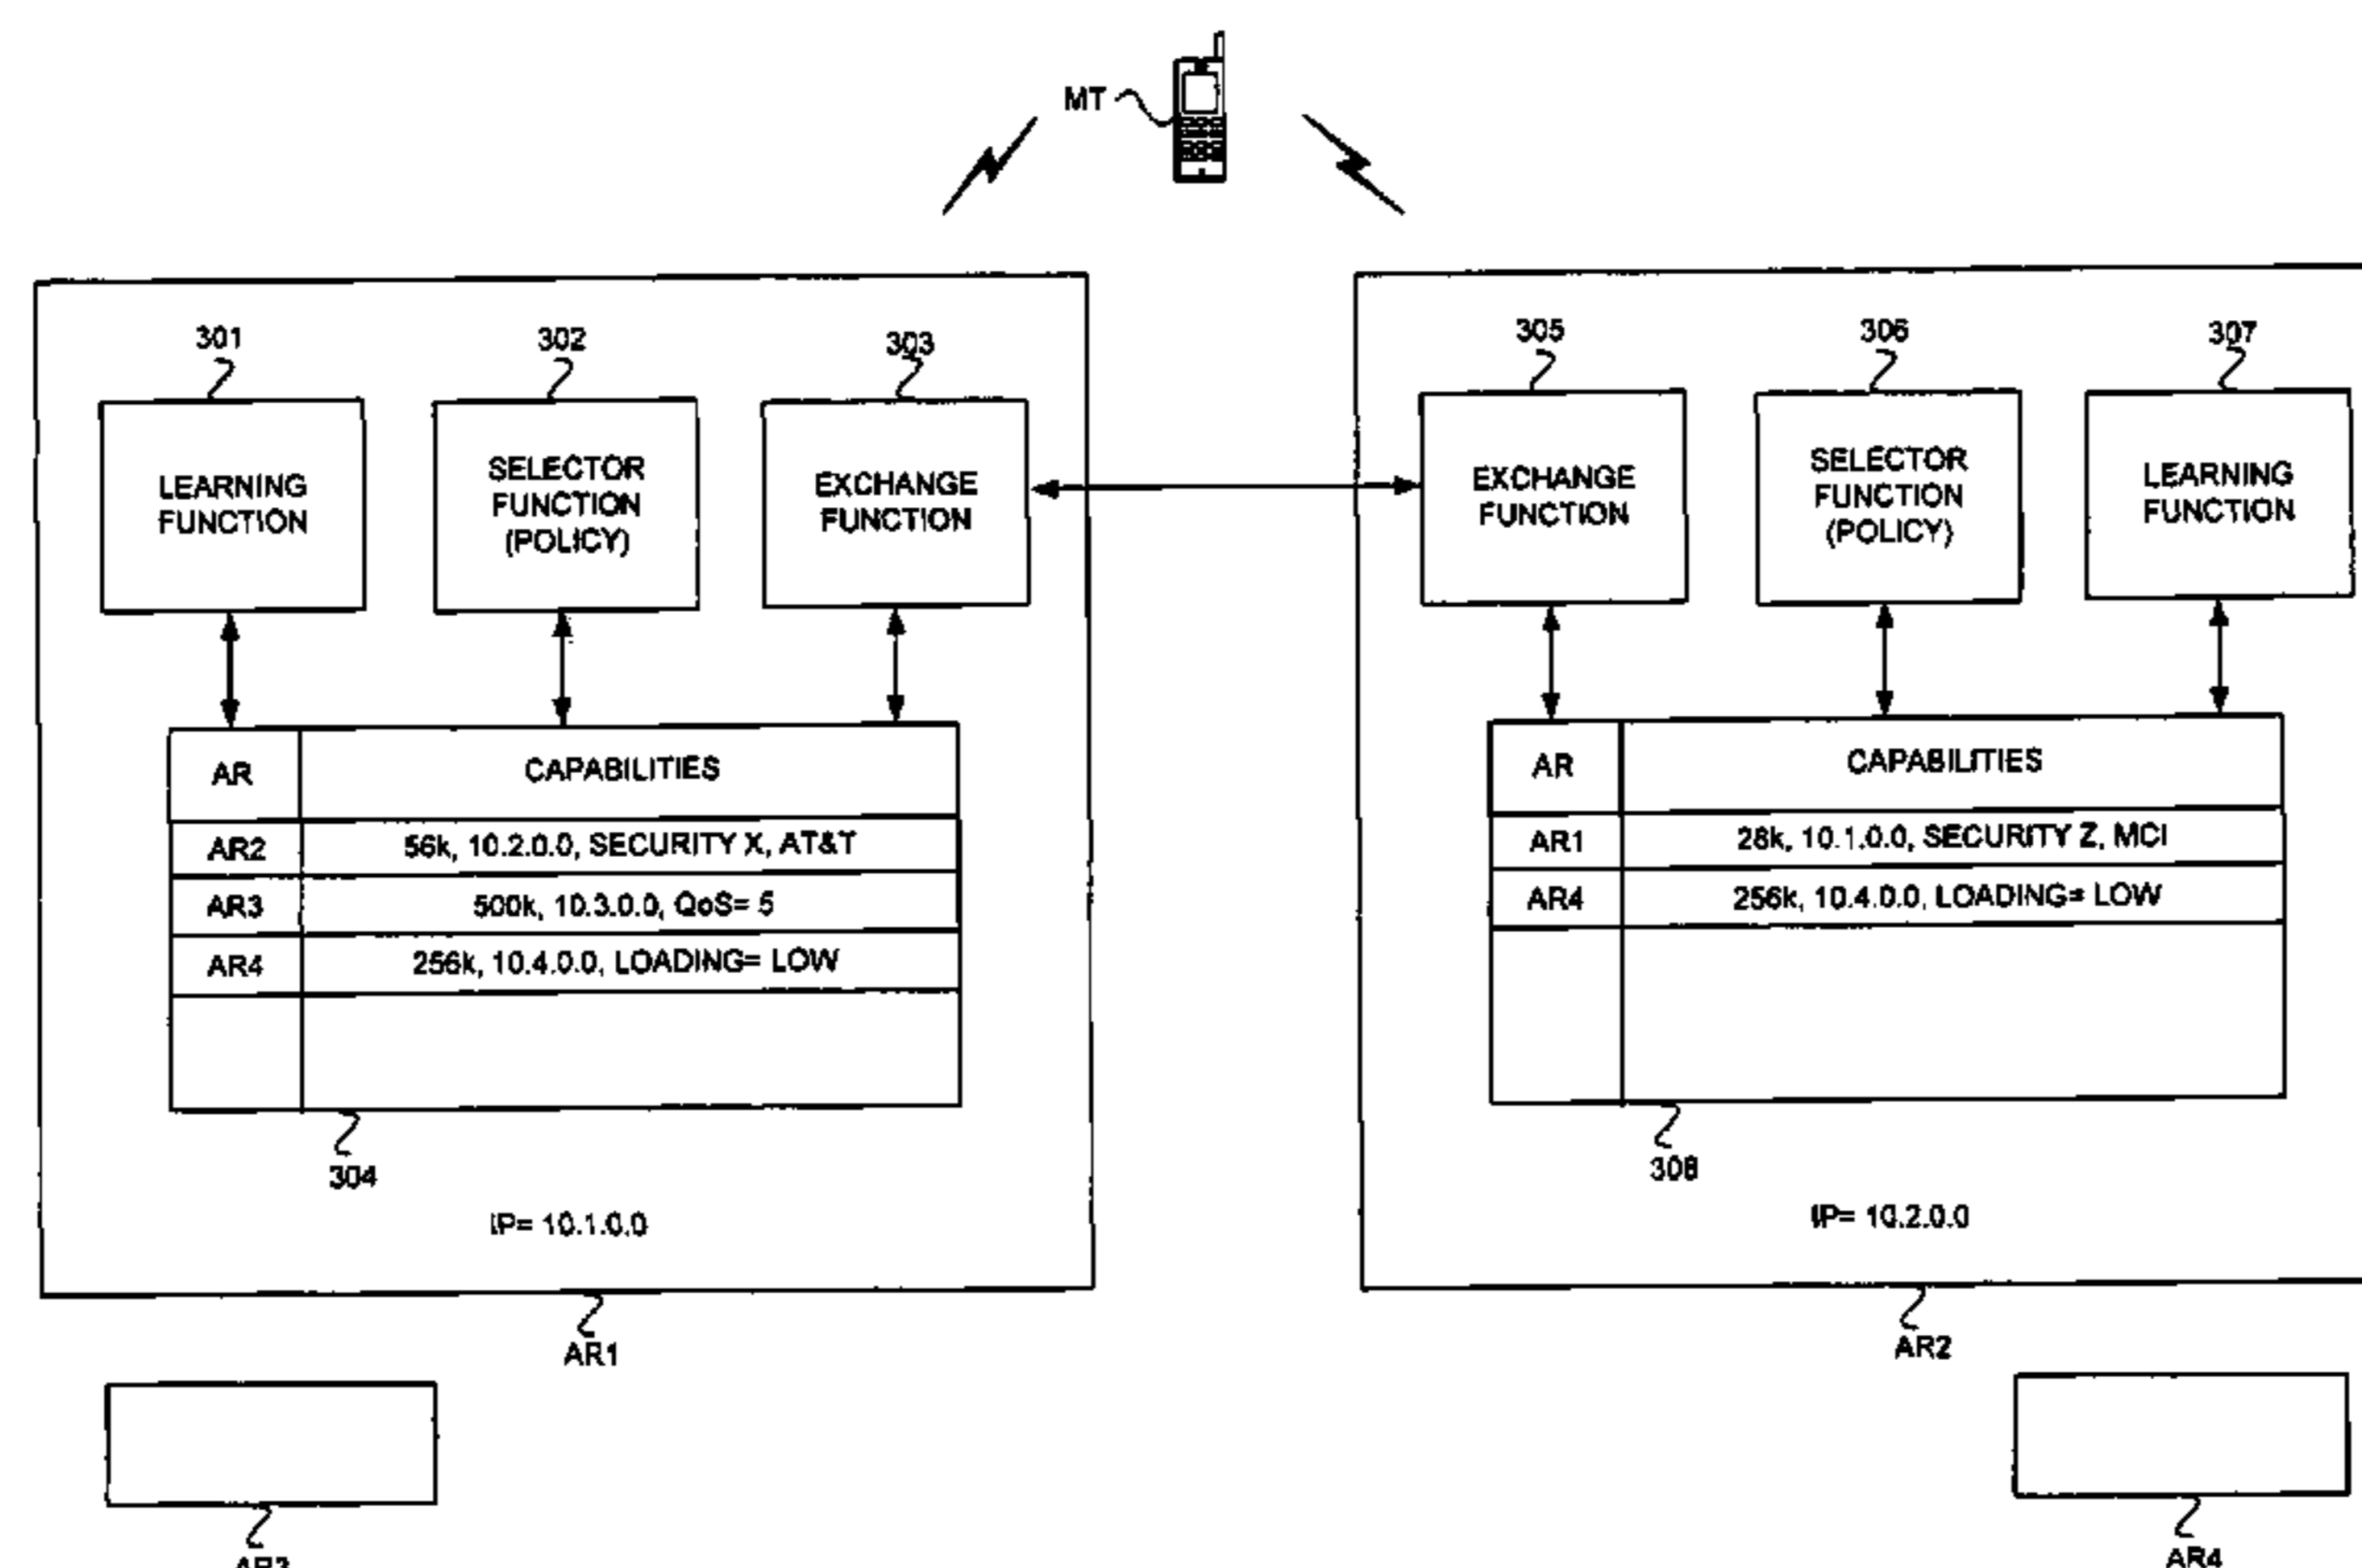 MT
301
302
303
LEARNING
FUNCTION
SELECTOR
FUNCTION
(POLICY)
EXCHANGE
FUNCTION
AR
CAPABILITIES
AR2
56k, 10.2.0.0, SECURITY X, AT&T
AR3
500k, 10.3.0.0, QoS= 5
AR4
256k, 10.4.0.0, LOADING= LOW
304
IP= 10.1.0.0
AR1
305
306
307
EXCHANGE
FUNCTION
SELECTOR
FUNCTION
(POLICY)
LEARNING
FUNCTION
AR
CAPABILITIES
AR1
28k, 10.1.0.0, SECURITY Z, MCI
AR4
256k, 10.4.0.0, LOADING= LOW
308
IP= 10.2.0.0
AR2
AR3
AR4